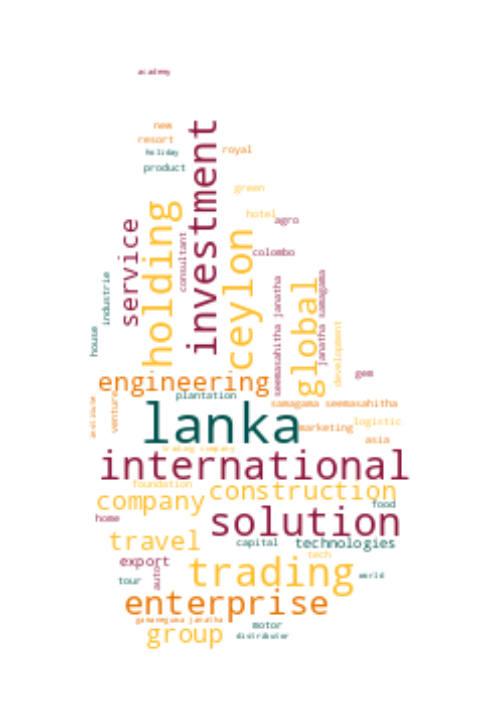 academy
new
resort
holiday
royal
product
green
investment
holding
hotel
agro
service
ceylon
consultant
colombo
industrie
seemasahitha janatha
janatha samagama
global
house
development
gem
engineering
plantation
venture
institute
samagama seemasahitha
lanka
marketing
logistic
asia
trading company
international
foundation
construction
company
food
home
solution
travel
capital
technologies
tech
export
auto
trading
tour
world
enterprise
motor
group
distributor